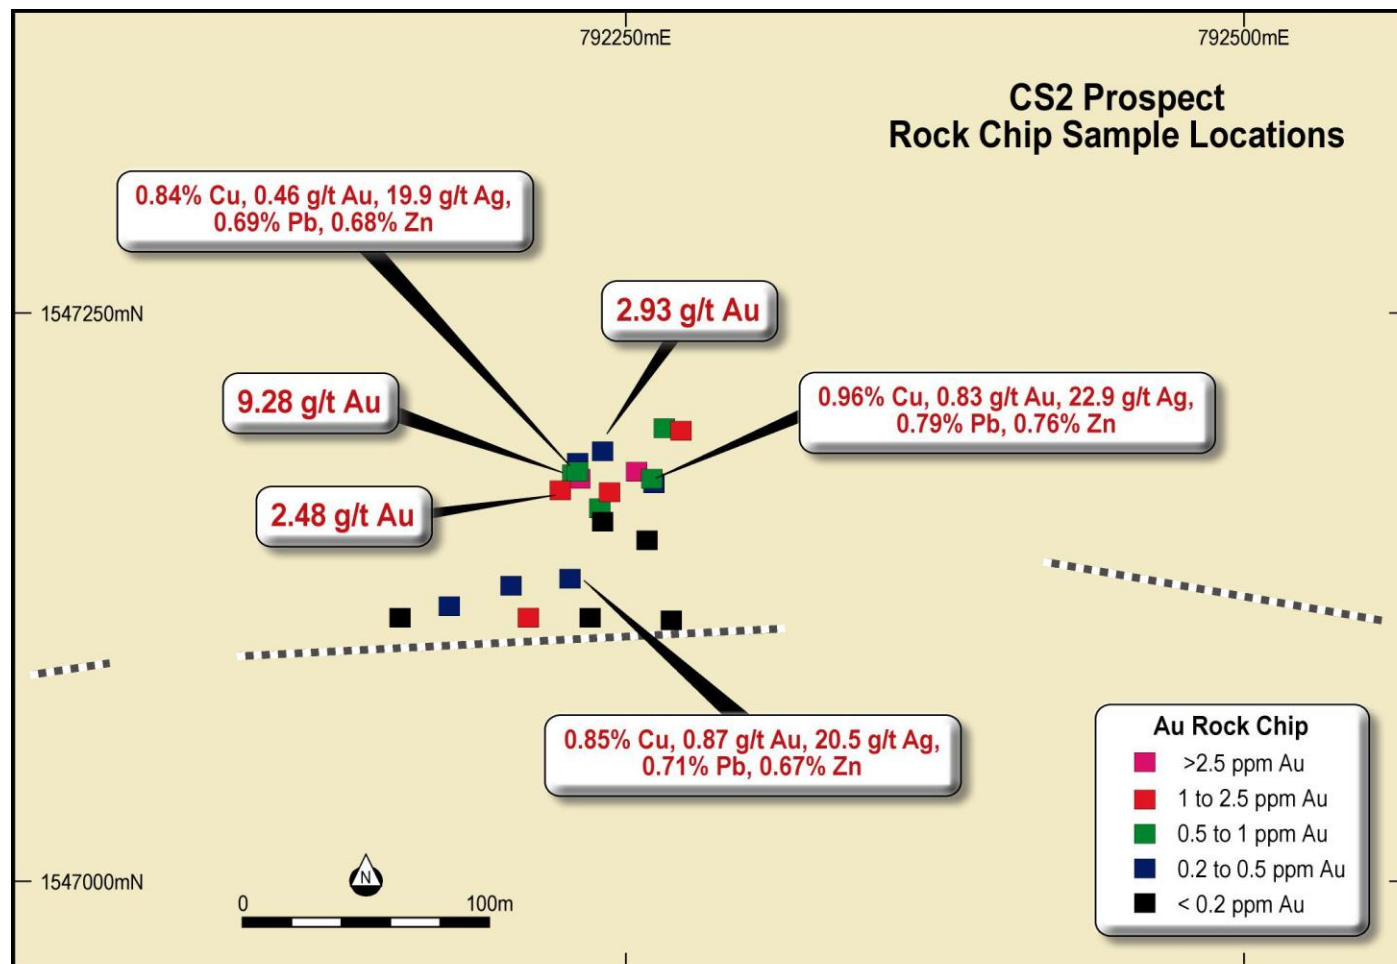 792250mE
792500mE
CS2 Prospect
Rock Chip Sample Locations
0.84% Cu, 0.46 g/t Au, 19.9 g/t Ag,
0.69% Pb, 0.68% Zn
2.93 g/t Au
1547250mN
9.28 g/t Au
0.96% Cu, 0.83 g/t Au, 22.9 g/t Ag,
0.79% Pb, 0.76% Zn
2.48 g/t Au
0.85% Cu, 0.87 g/t Au, 20.5 g/t Ag,
0.71% Pb, 0.67% Zn
Au Rock Chip
>2.5 ppm Au
1 to 2.5 ppm Au
0.5 to 1 ppm Au
0.2 to 0.5 ppm Au
< 0.2 ppm Au
1547000mN
N
0 100m